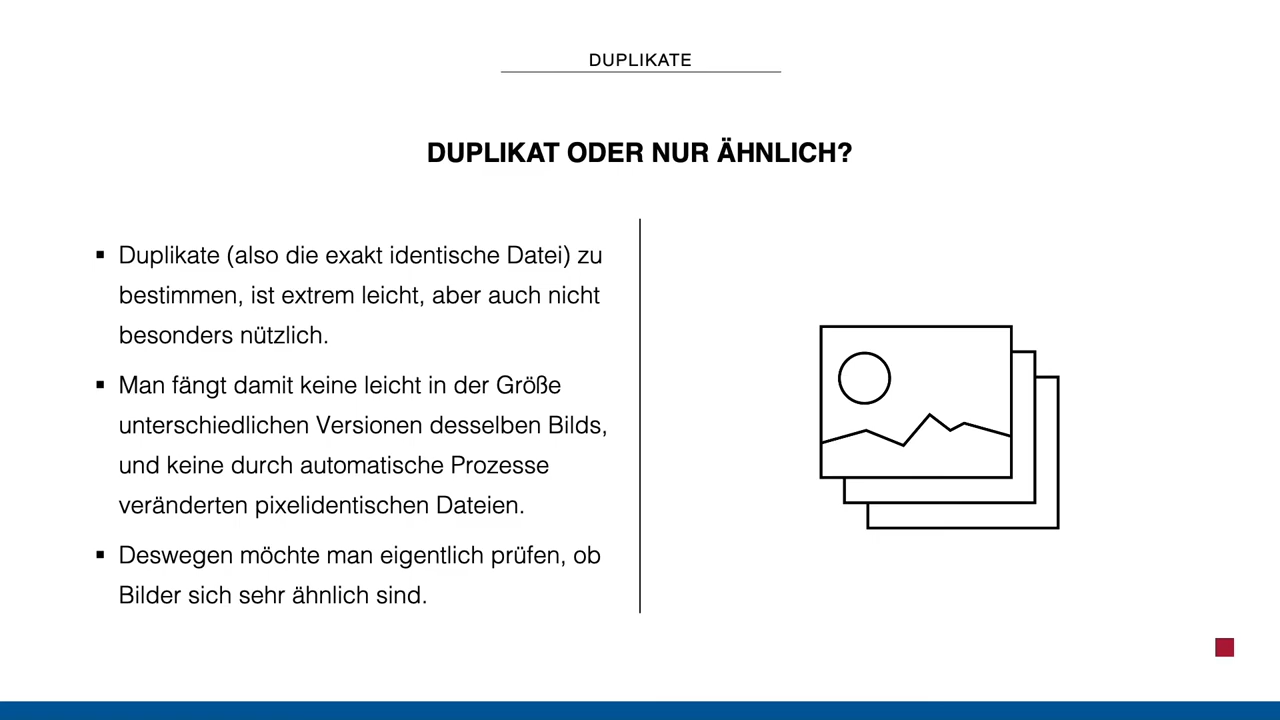 DUPLIKATE
DUPLIKAT ODER NUR ÄHNLICH?
▪ Duplikate (also die exakt identische Datei) zu
bestimmen, ist extrem leicht, aber auch nicht
besonders nützlich.
▪ Man fängt damit keine leicht in der Größe
unterschiedlichen Versionen desselben Bilds,
und keine durch automatische Prozesse
veränderten pixelidentischen Dateien.
▪ Deswegen möchte man eigentlich prüfen, ob
Bilder sich sehr ähnlich sind.